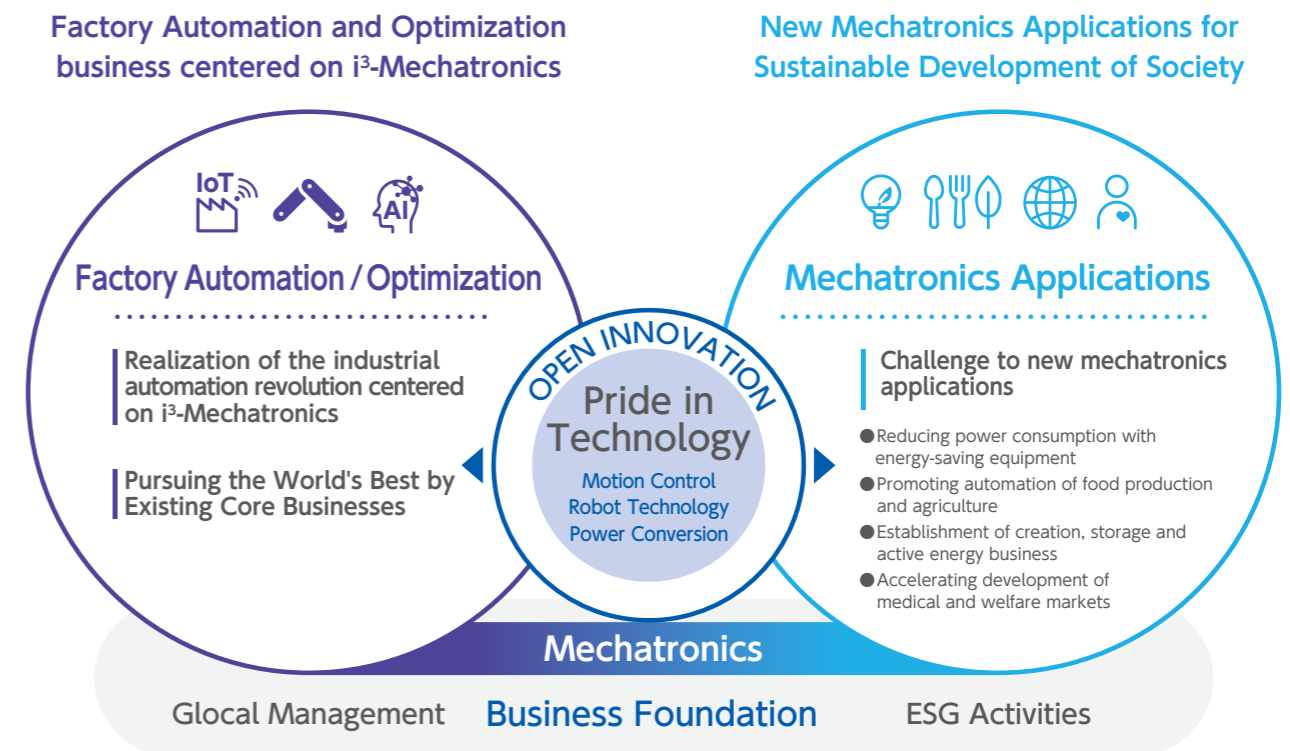 Factory Automation and Optimization
business centered on i³-Mechatronics
New Mechatronics Applications for
Sustainable Development of Society
IoT
AI
Factory Automation / Optimization
Realization of the industrial
automation revolution centered
on i³-Mechatronics
Pursuing the World's Best by
Existing Core Businesses
OPEN INNOVATION
Pride in
Technology
Motion Control
Robot Technology
Power Conversion
Mechatronics Applications
Challenge to new mechatronics
applications
●Reducing power consumption with
energy-saving equipment
●Promoting automation of food production
and agriculture
●Establishment of creation, storage and
active energy business
●Accelerating development of
medical and welfare markets
Mechatronics
Glocal Management
Business Foundation
ESG Activities